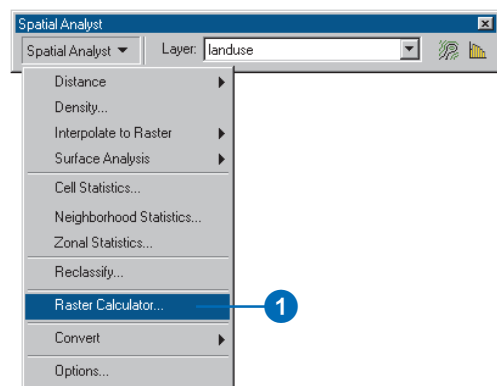 Spatial Analyst
Spatial Analyst Layer: landuse
Distance
Density...
Interpolate to Raster
Surface Analysis
Cell Statistics...
Neighborhood Statistics...
Zonal Statistics...
Reclassify...
Raster Calculator... 1
Convert
Options...